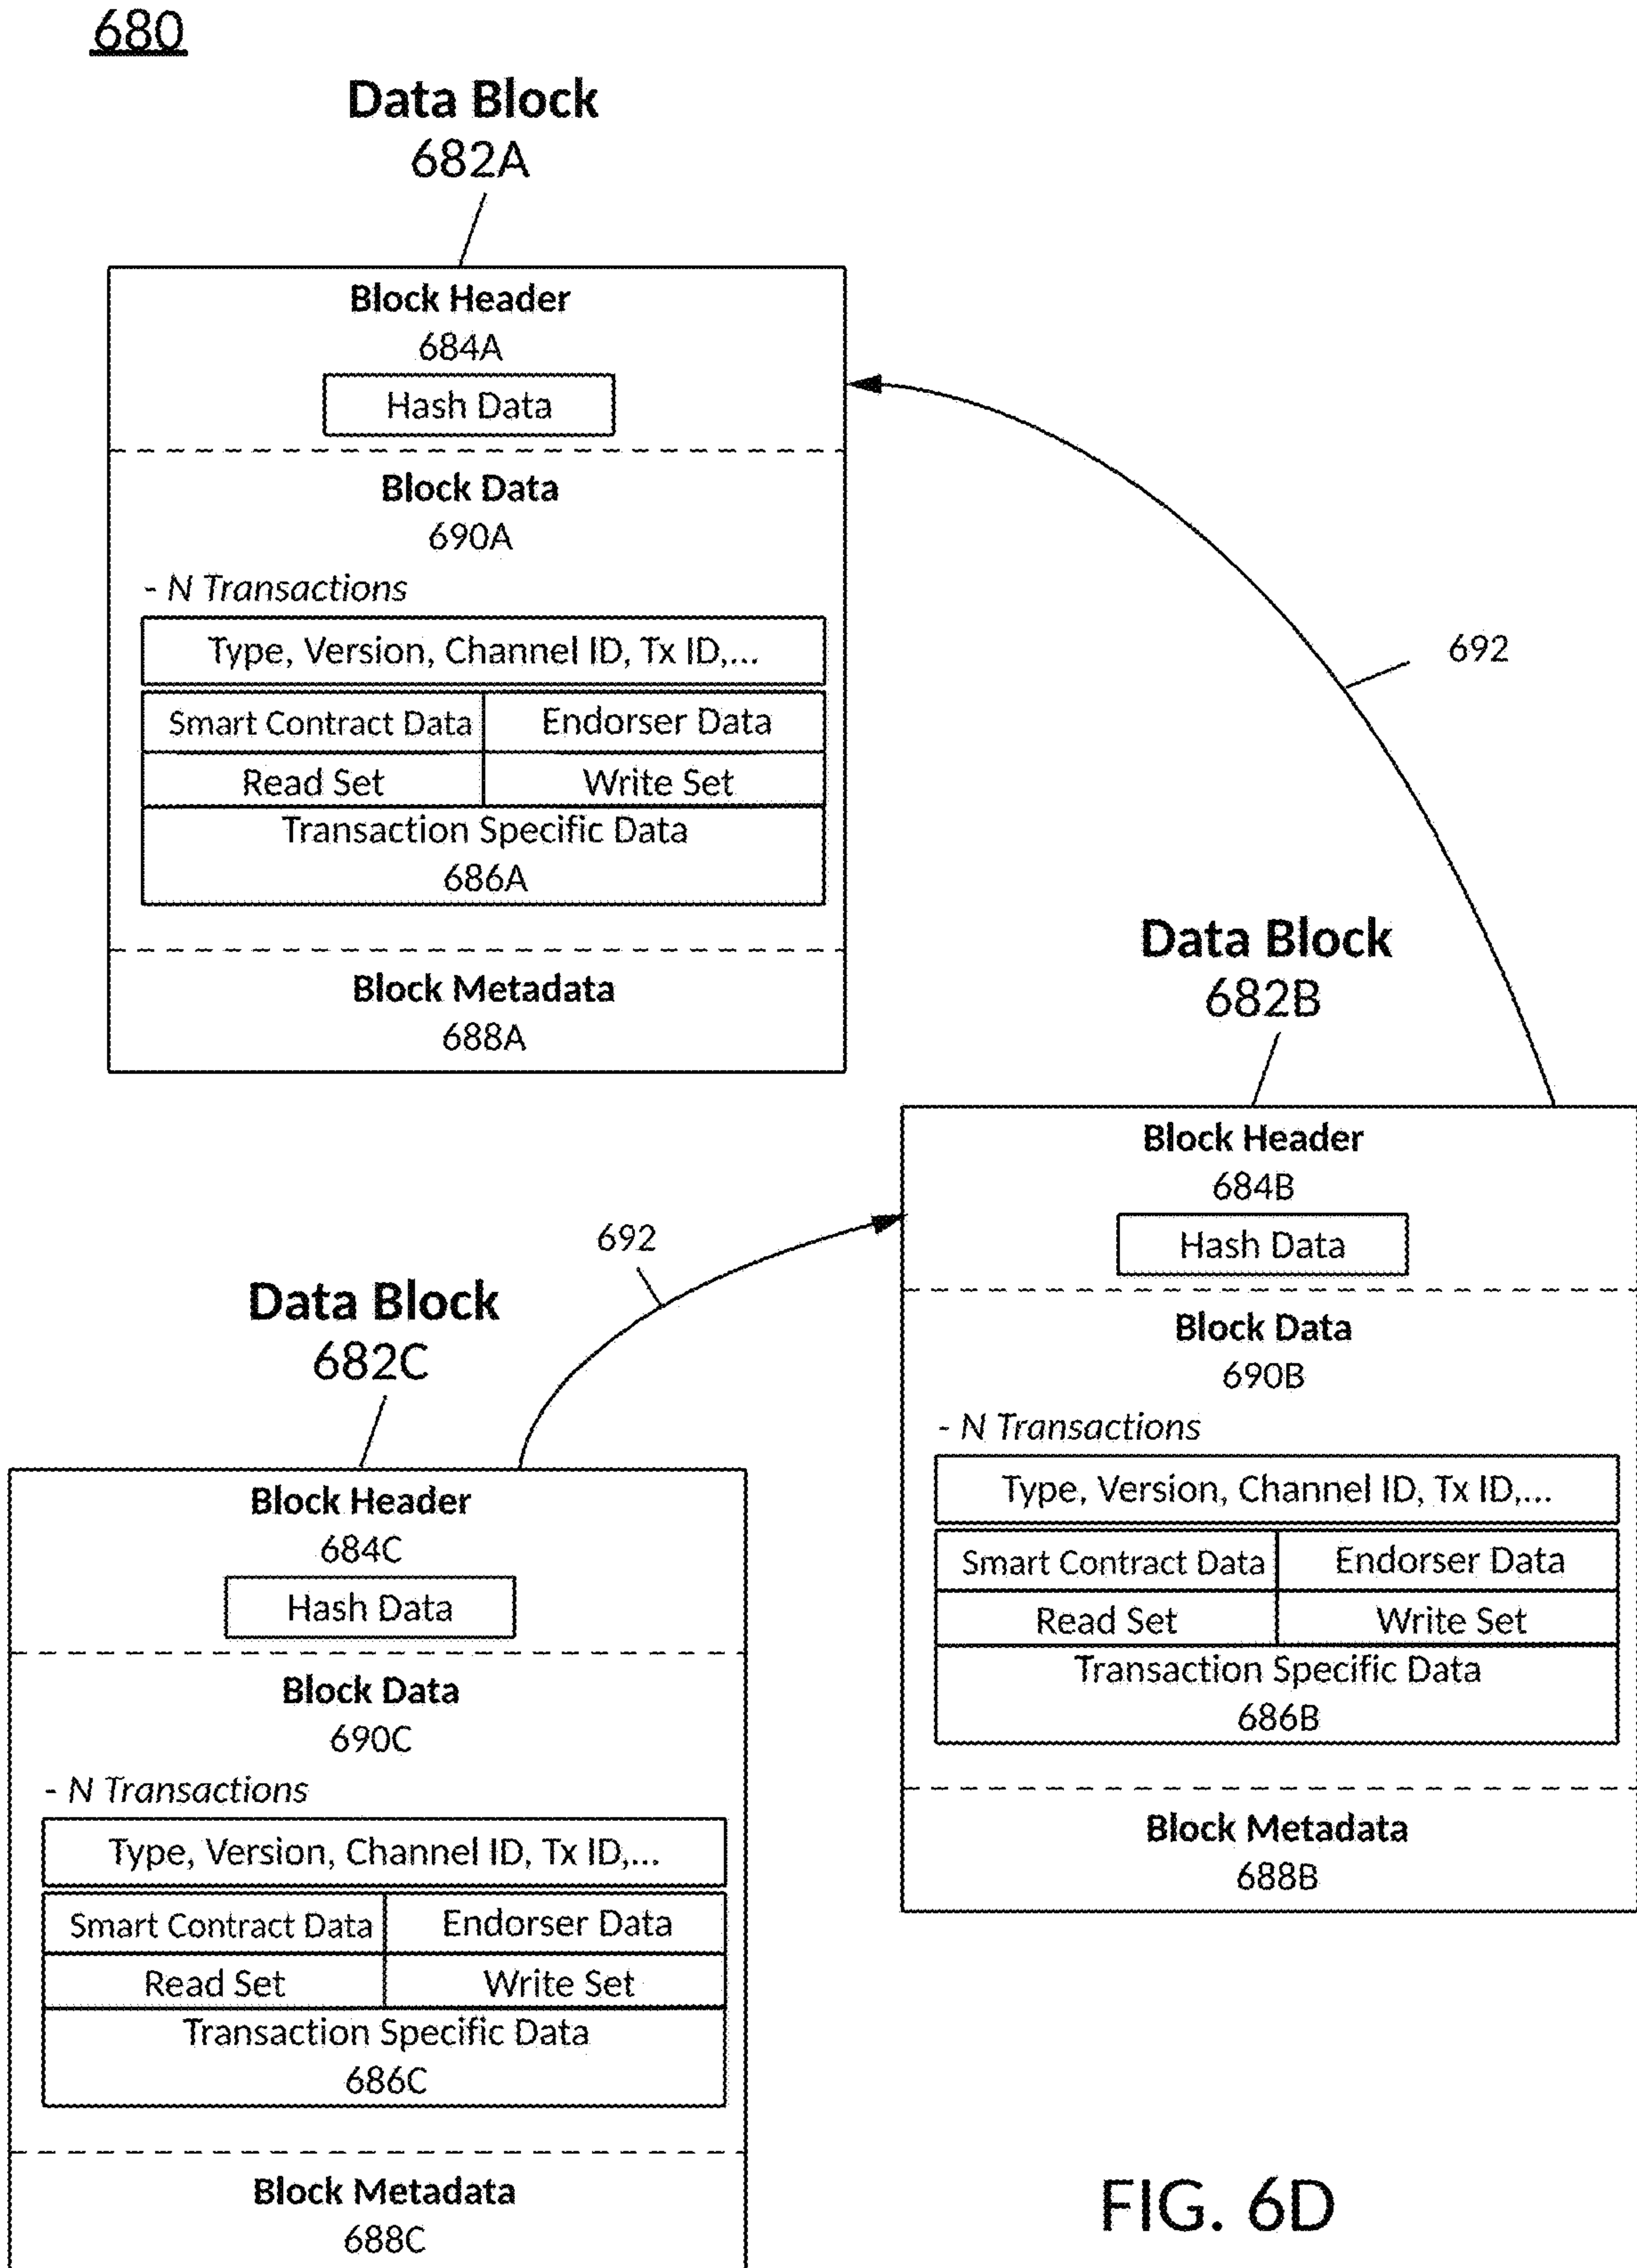 680
Data Block
682A
Block Header
684A
Hash Data
Block Data
690A
- N Transactions
Type, Version, Channel ID, Tx ID,...
Smart Contract Data Endorser Data
Read Set Write Set
Transaction Specific Data
686A
Block Metadata
688A
692
Data Block
682B
Block Header
684B
Hash Data
Block Data
690B
- N Transactions
Type, Version, Channel ID, Tx ID,...
Smart Contract Data Endorser Data
Read Set Write Set
Transaction Specific Data
686B
Block Metadata
688B
692
Data Block
682C
Block Header
684C
Hash Data
Block Data
690C
- N Transactions
Type, Version, Channel ID, Tx ID,...
Smart Contract Data Endorser Data
Read Set Write Set
Transaction Specific Data
686C
Block Metadata
688C
FIG. 6D